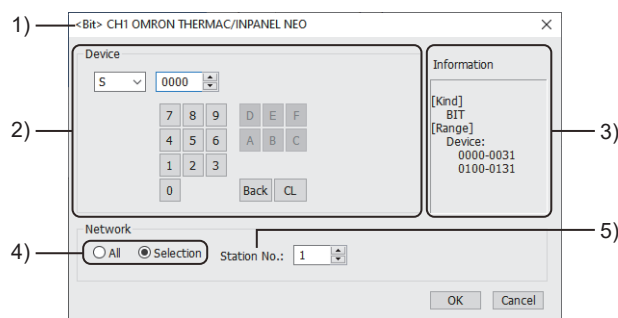 1)
<Bit> CH1 OMRON THERMAC/INPANEL NEO
Device
S 0000
7 8 9 D E F
4 5 6 A B C
1 2 3
0 Back CL
2)
Information
[Kind]
BIT
[Range]
Device:
0000-0031
0100-0131
3)
Network
4)
All Selection Station No.: 1
5)
OK Cancel